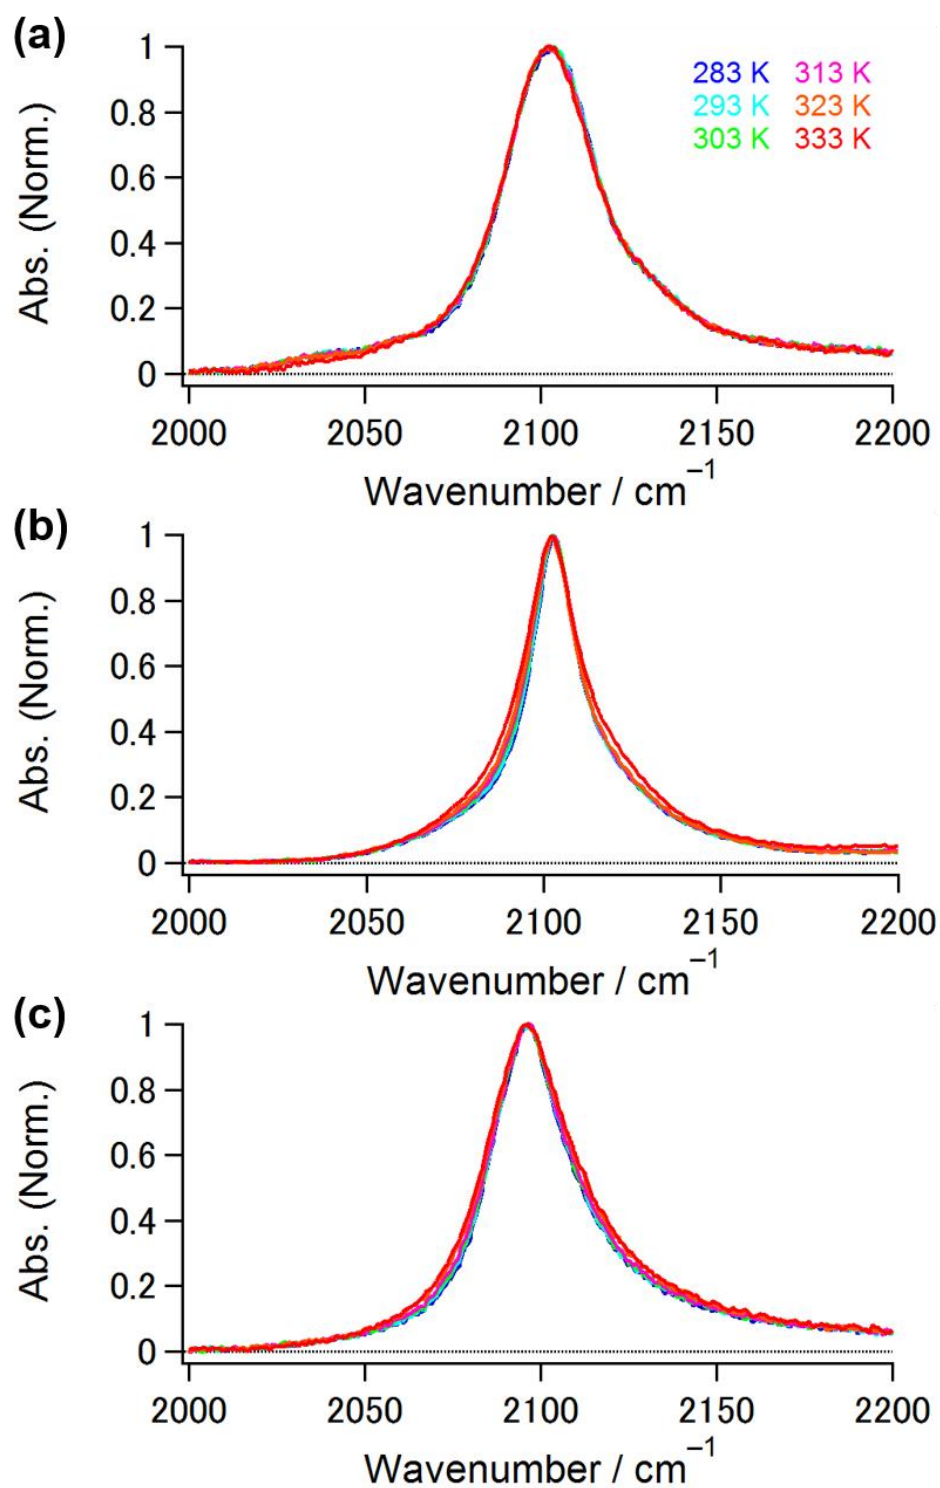 (a)
1
0.8
0.6
0.4
0.2
0
Abs. (Norm.)
283 K 313 K
293 K 323 K
303 K 333 K
2000 2050 2100 2150 2200
Wavenumber / cm⁻¹
(b)
1
0.8
0.6
0.4
0.2
0
Abs. (Norm.)
2000 2050 2100 2150 2200
Wavenumber / cm⁻¹
(c)
1
0.8
0.6
0.4
0.2
0
Abs. (Norm.)
2000 2050 2100 2150 2200
Wavenumber / cm⁻¹